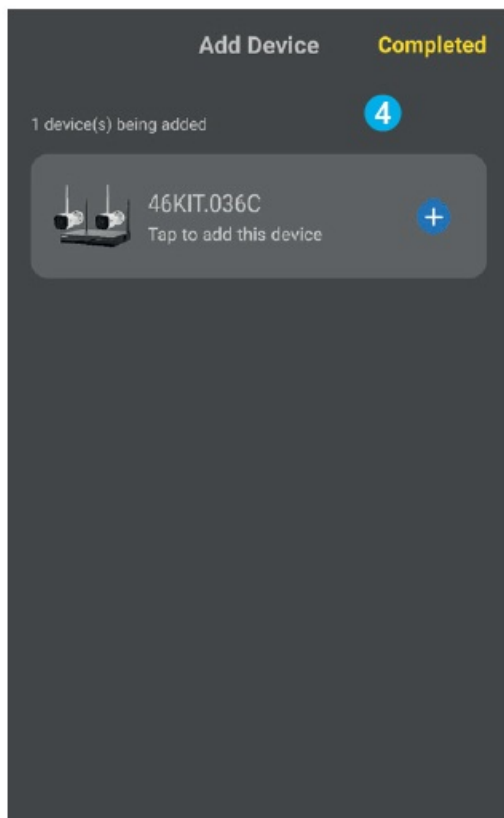 Add Device
Completed
4
1 device(s) being added
46KIT.036C
Tap to add this device